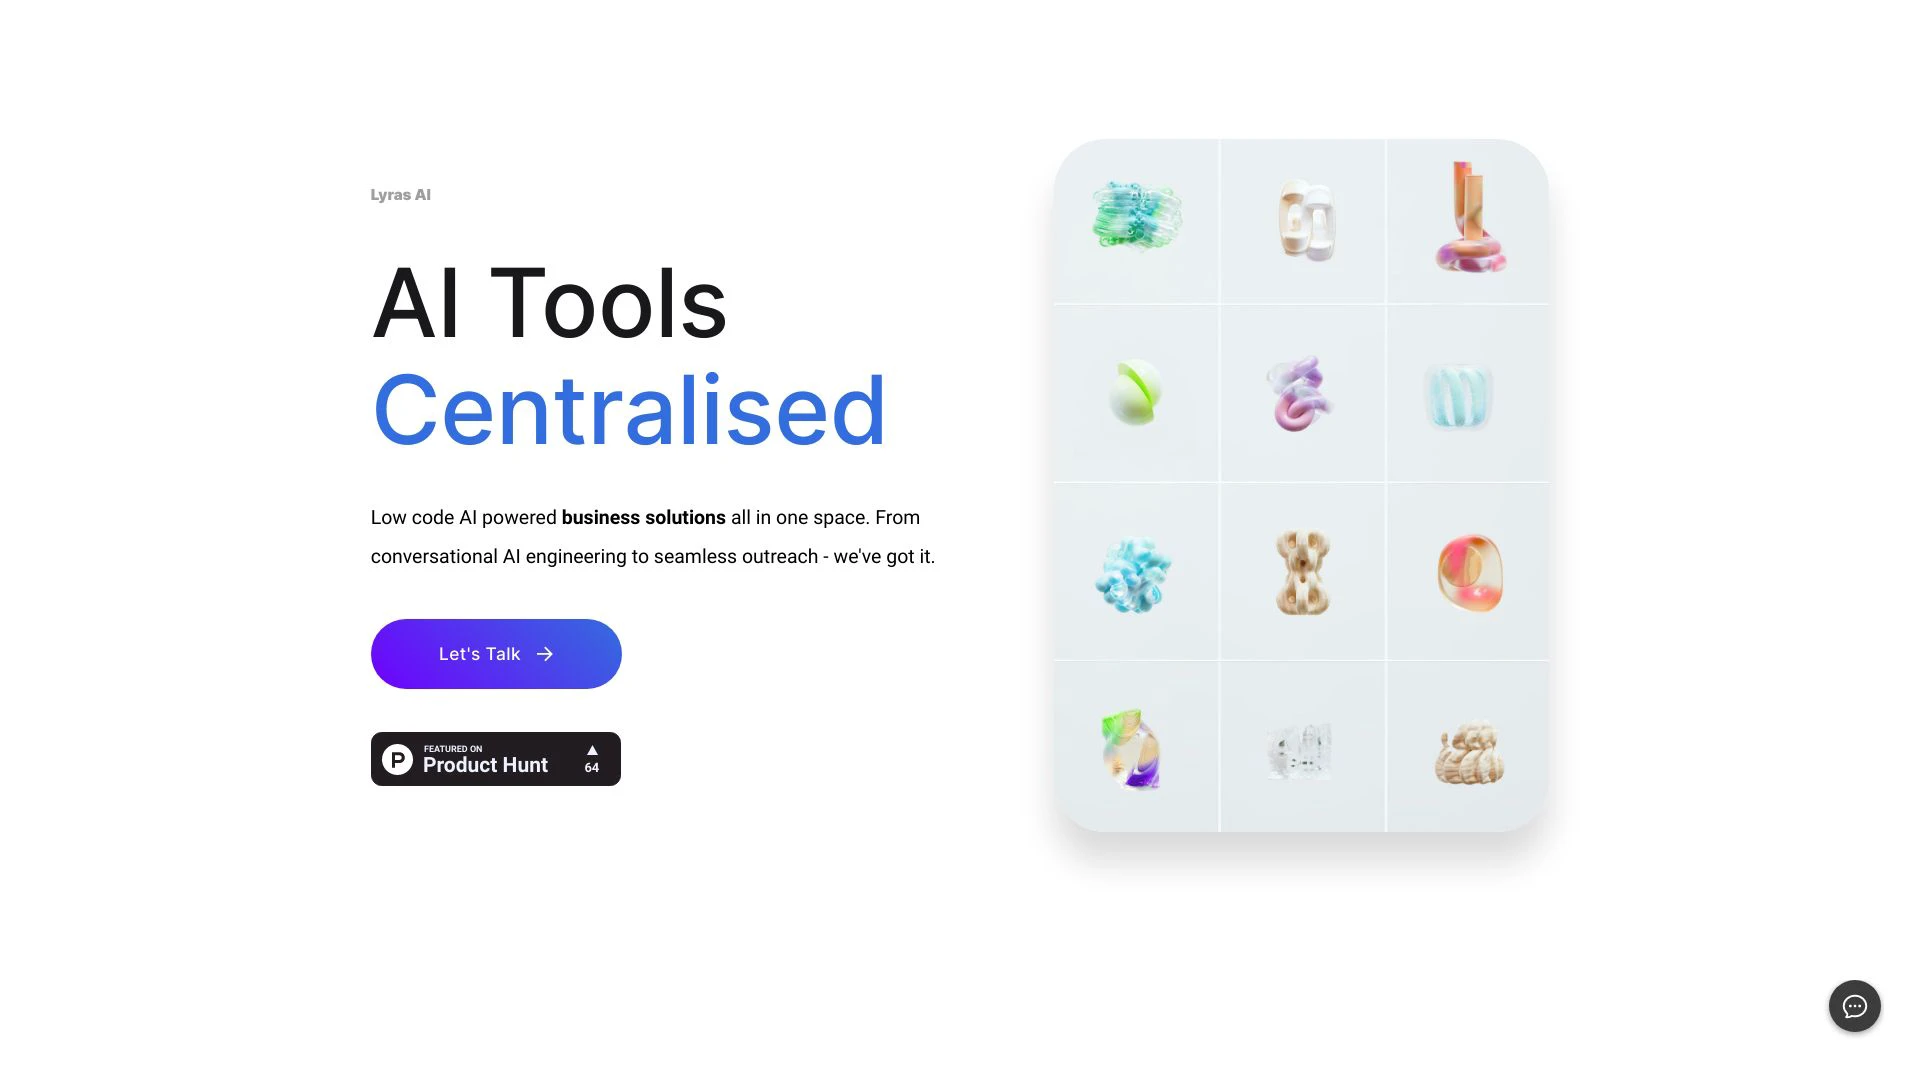 Lyras AI
AI Tools
Centralised
Low code AI powered business solutions all in one space. From
conversational AI engineering to seamless outreach - we've got it.
Let's Talk
FEATURED ON
Product Hunt
64